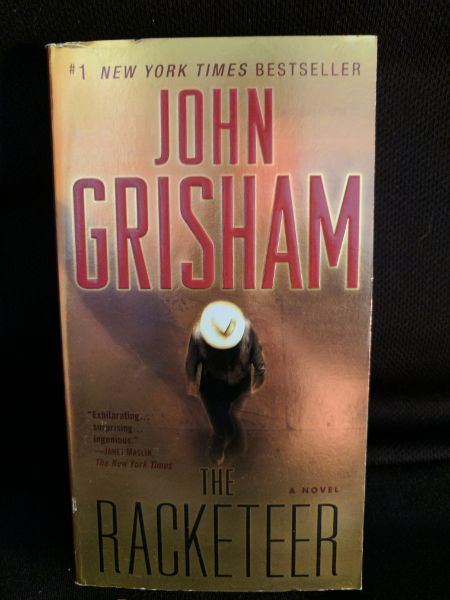 #1 NEW YORK TIMES BESTSELLER
JOHN
GRISHAM
"Exhilarating...
surprising...
ingenious."
—JANET MASLIN,
The New York Times
THE
A NOVEL
RACKETEER